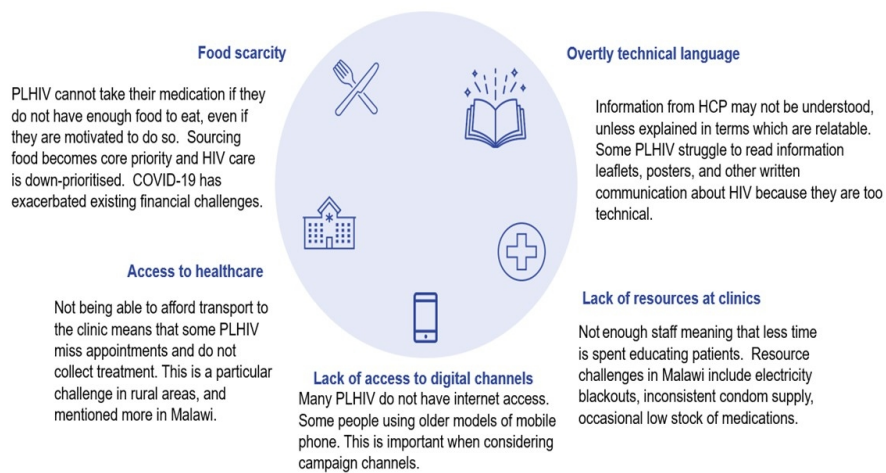 Food scarcity
PLHIV cannot take their medication if they
do not have enough food to eat, even if
they are motivated to do so.  Sourcing
food becomes core priority and HIV care
is down-prioritised.  COVID-19 has
exacerbated existing financial challenges.
Overtly technical language
Information from HCP may not be understood,
unless explained in terms which are relatable.
Some PLHIV struggle to read information
leaflets, posters, and other written
communication about HIV because they are too
technical.
Access to healthcare
Not being able to afford transport to
the clinic means that some PLHIV
miss appointments and do not
collect treatment. This is a particular
challenge in rural areas, and
mentioned more in Malawi.
Lack of access to digital channels
Many PLHIV do not have internet access.
Some people using older models of mobile
phone. This is important when considering
campaign channels.
Lack of resources at clinics
Not enough staff meaning that less time
is spent educating patients.  Resource
challenges in Malawi include electricity
blackouts, inconsistent condom supply,
occasional low stock of medications.